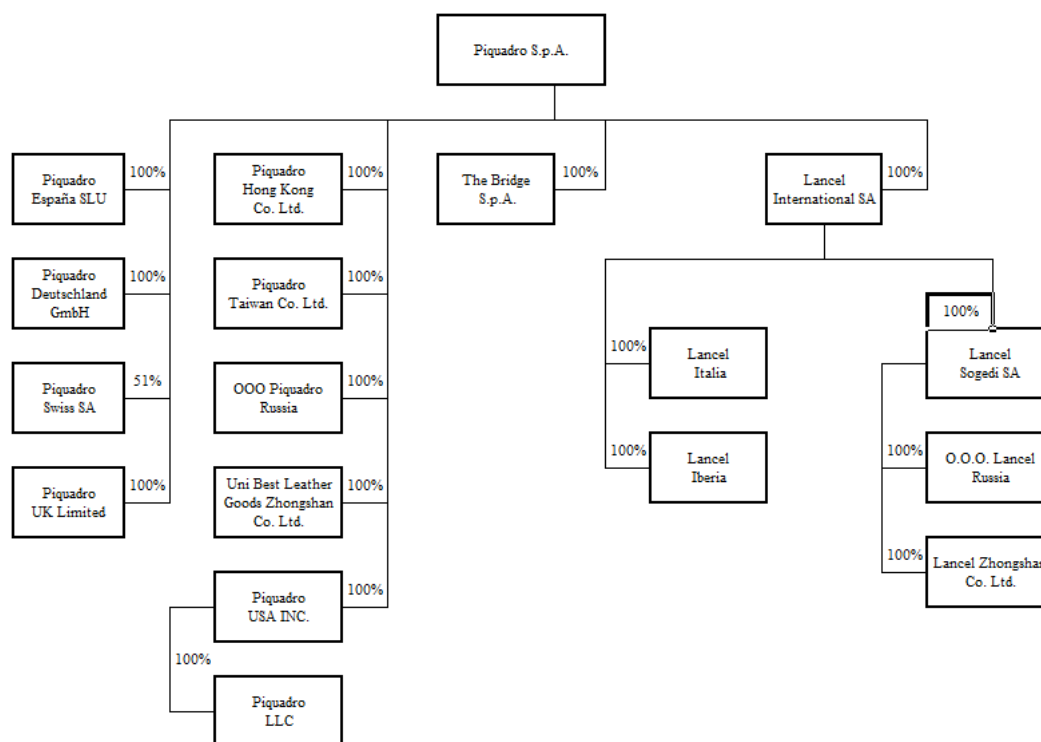 Piquadro S.p.A.
Piquadro
España SLU
100%
Piquadro
Hong Kong
Co. Ltd.
100%
The Bridge
S.p.A.
100%
Lancel
International SA
100%
Piquadro
Deutschland
GmbH
100%
Piquadro
Taiwan Co. Ltd.
100%
100%
Lancel
Italia
100%
Lancel
Sogedi SA
Piquadro
Swiss SA
51%
OOO Piquadro
Russia
100%
100%
Lancel
Iberia
100%
O.O.O. Lancel
Russia
Piquadro
UK Limited
100%
Uni Best Leather
Goods Zhongshan
Co. Ltd.
100%
100%
Lancel Zhongshan
Co. Ltd.
Piquadro
USA INC.
100%
100%
Piquadro
LLC